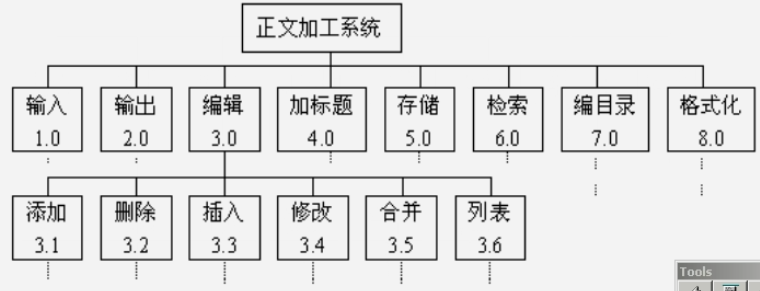 正文加工系统
输入 输出 编辑 加标题 存储 检索 编目录 格式化
1.0 2.0 3.0 4.0 5.0 6.0 7.0 8.0
添加 删除 插入 修改 合并 列表
3.1 3.2 3.3 3.4 3.5 3.6
Tools